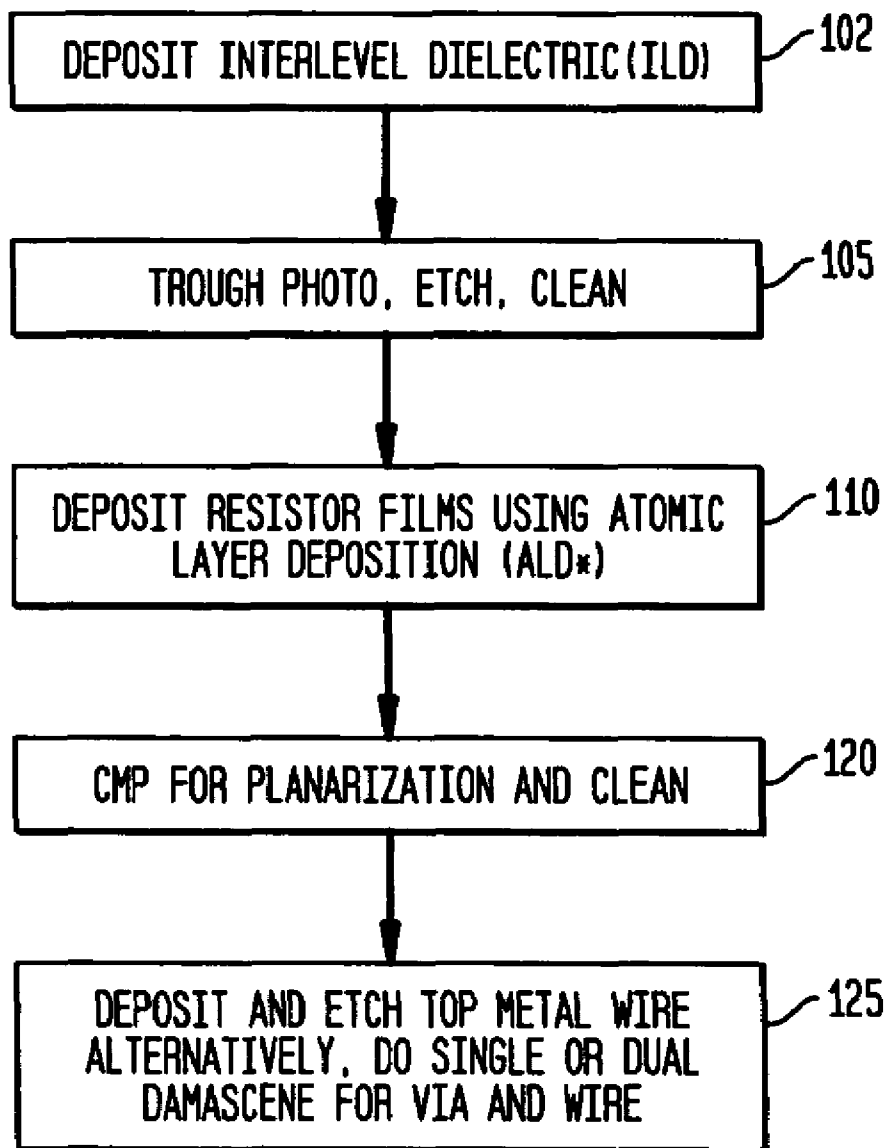 DEPOSIT INTERLEVEL DIELECTRIC(ILD)
102
TROUGH PHOTO, ETCH, CLEAN
105
DEPOSIT RESISTOR FILMS USING ATOMIC
LAYER DEPOSITION (ALD*)
110
CMP FOR PLANARIZATION AND CLEAN
120
DEPOSIT AND ETCH TOP METAL WIRE
ALTERNATIVELY, DO SINGLE OR DUAL
DAMASCENE FOR VIA AND WIRE
125